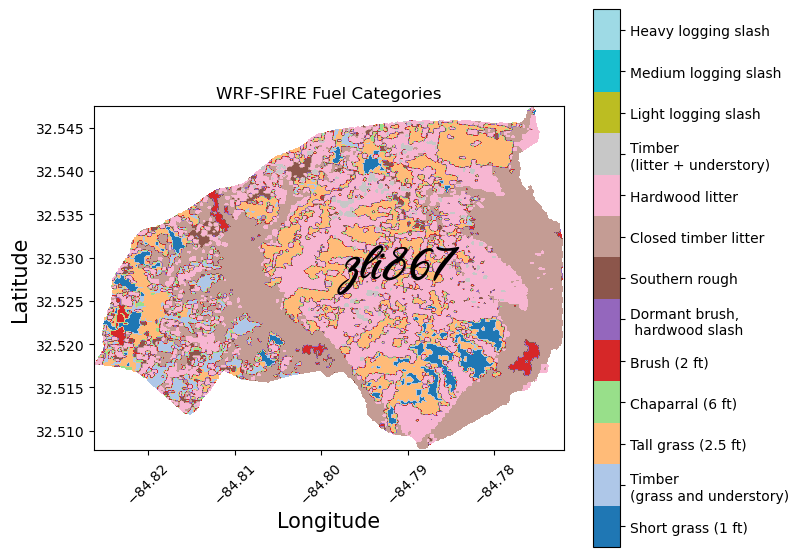 WRF-SFIRE Fuel Categories
Latitude
32.545
32.540
32.535
32.530
32.525
32.520
32.515
32.510
zli867
−84.82
−84.81
−84.80
−84.79
−84.78
Longitude
Heavy logging slash
Medium logging slash
Light logging slash
Timber
(litter + understory)
Hardwood litter
Closed timber litter
Southern rough
Dormant brush,
hardwood slash
Brush (2 ft)
Chaparral (6 ft)
Tall grass (2.5 ft)
Timber
(grass and understory)
Short grass (1 ft)